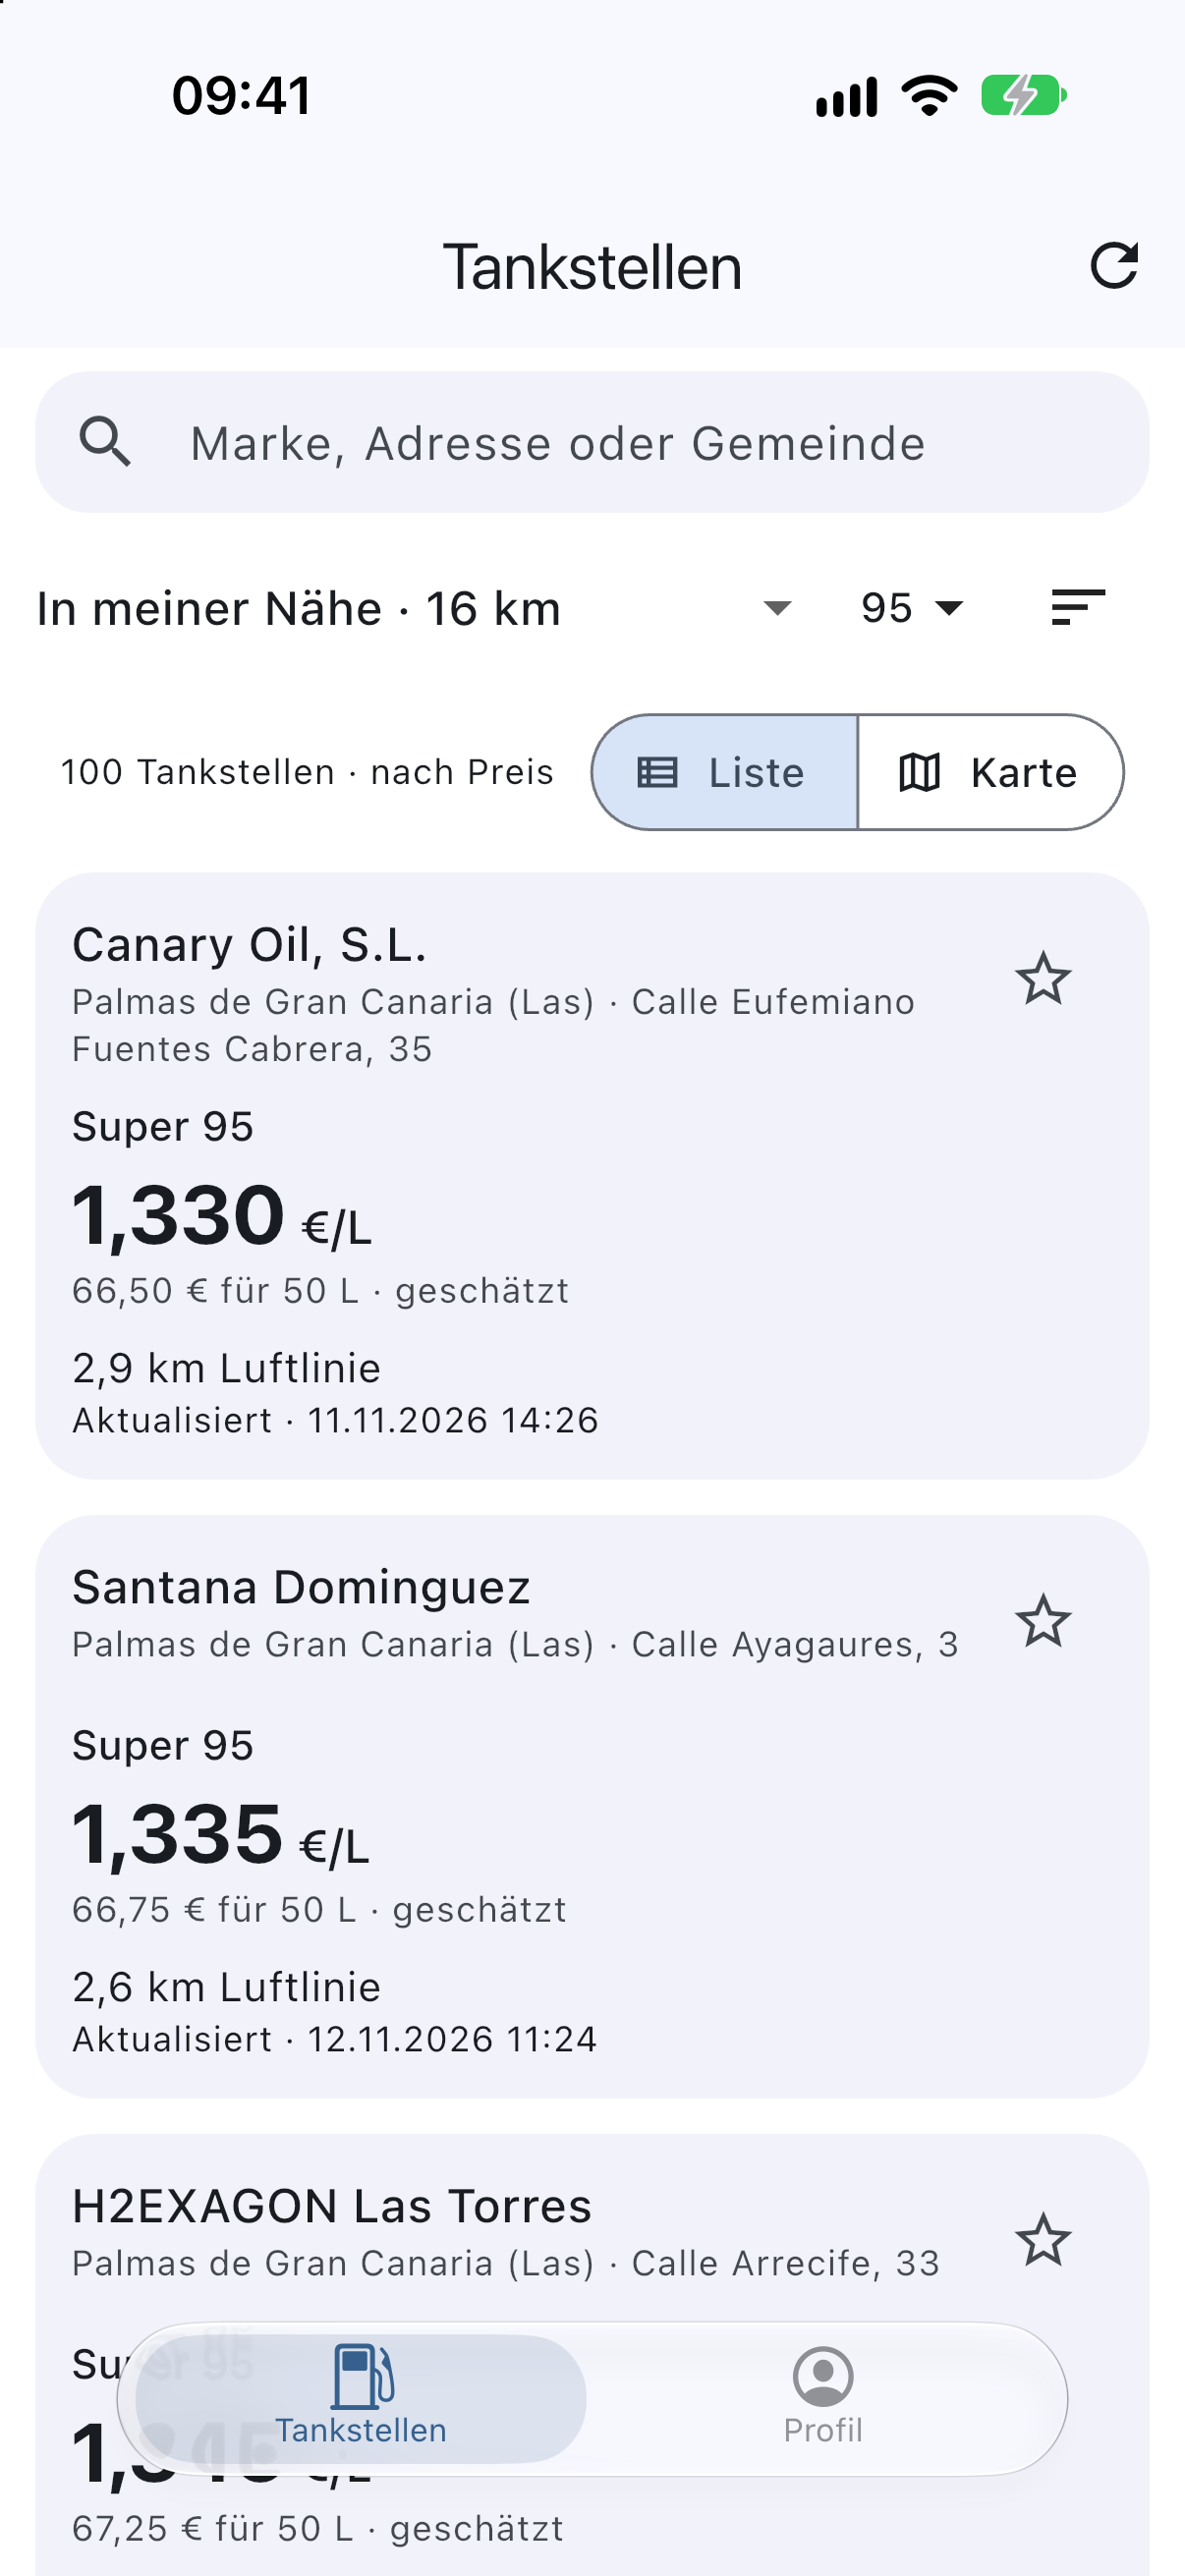 09:41
Tankstellen
Marke, Adresse oder Gemeinde
In meiner Nähe · 16 km
95
100 Tankstellen · nach Preis
Liste
Karte
Canary Oil, S.L.
Palmas de Gran Canaria (Las) · Calle Eufemiano
Fuentes Cabrera, 35
Super 95
1,330 €/L
66,50 € für 50 L · geschätzt
2,9 km Luftlinie
Aktualisiert · 11.11.2026 14:26
Santana Dominguez
Palmas de Gran Canaria (Las) · Calle Ayagaures, 3
Super 95
1,335 €/L
66,75 € für 50 L · geschätzt
2,6 km Luftlinie
Aktualisiert · 12.11.2026 11:24
H2EXAGON Las Torres
Palmas de Gran Canaria (Las) · Calle Arrecife, 33
Super 95
1,345 €/L
Tankstellen
Profil
67,25 € für 50 L · geschätzt